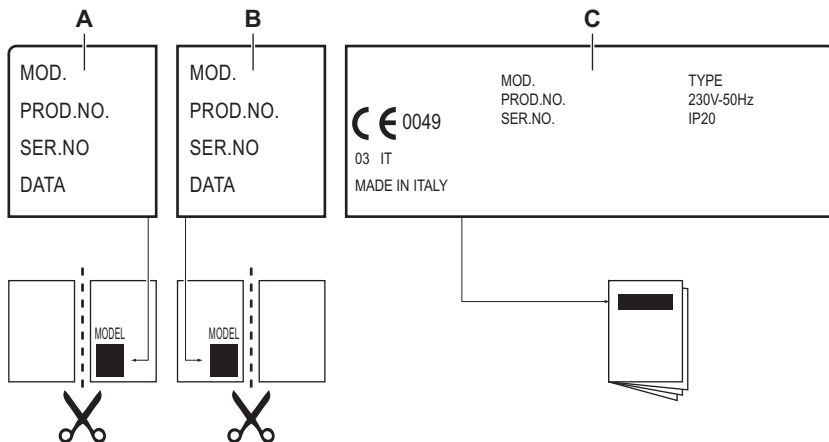 A
B
C
MOD.
PROD.NO.
SER.NO
DATA
MOD.
PROD.NO.
SER.NO
DATA
MOD.
PROD.NO.
SER.NO.
TYPE
230V-50Hz
IP20
CE 0049
03 IT
MADE IN ITALY
MODEL
MODEL